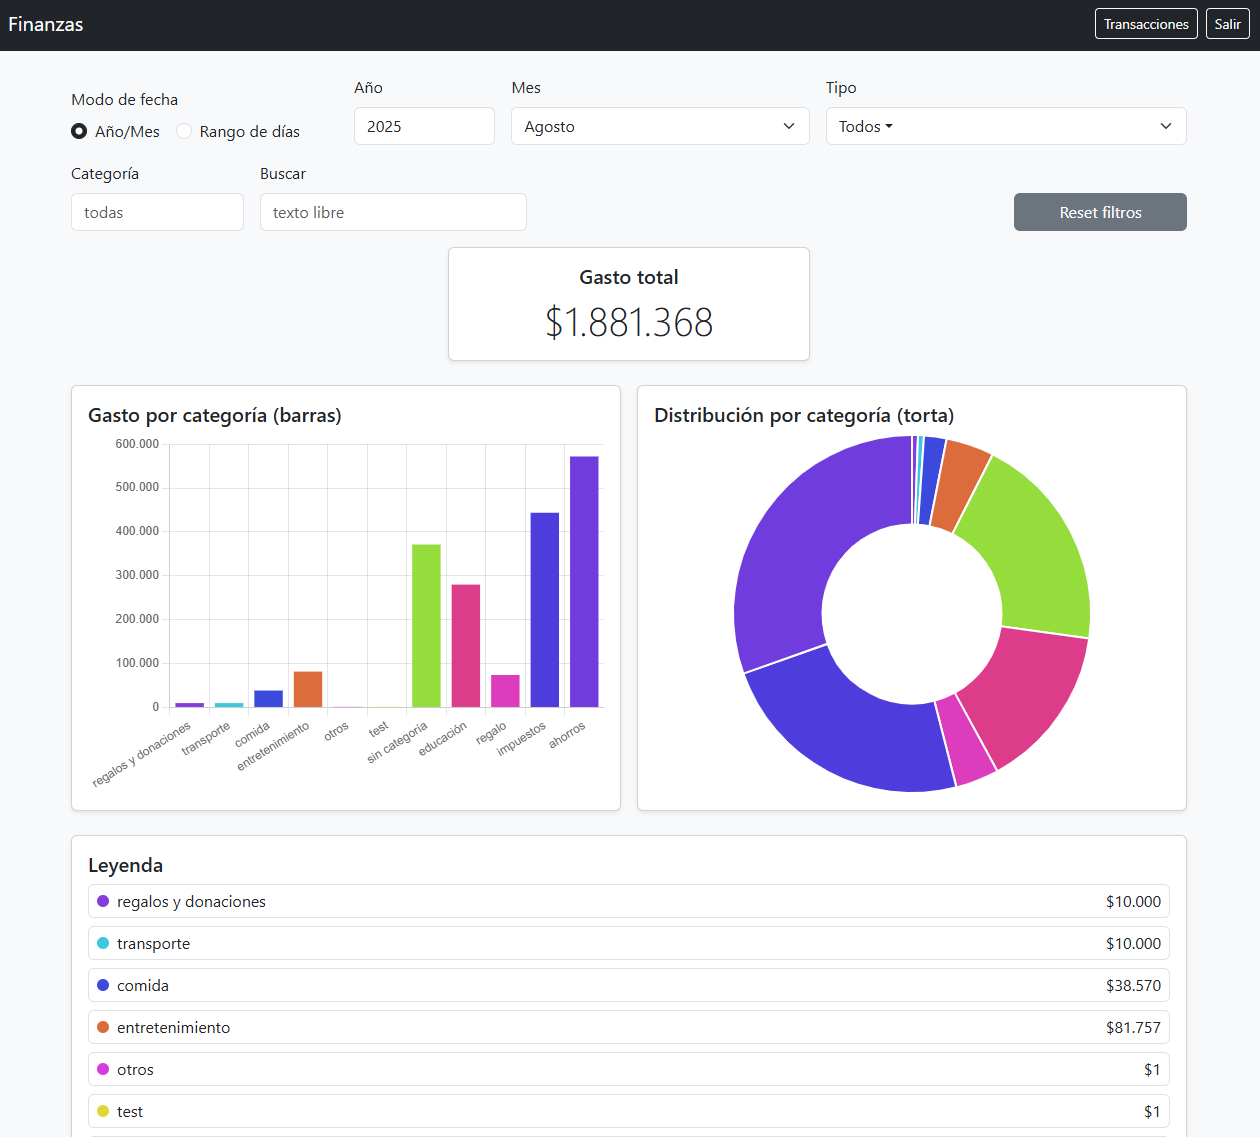 Finanzas
Transacciones
Salir
Modo de fecha
Año/Mes
Rango de días
Año
2025
Mes
Agosto
Tipo
Todos
Categoría
todas
Buscar
texto libre
Reset filtros
Gasto total
$1.881.368
Gasto por categoría (barras)
600.000
500.000
400.000
300.000
200.000
100.000
0
regalos y donaciones
transporte
comida
entretenimiento
otros
test
sin categoría
educación
regalo
impuestos
ahorros
Distribución por categoría (torta)
Leyenda
regalos y donaciones $10.000
transporte $10.000
comida $38.570
entretenimiento $81.757
otros $1
test $1